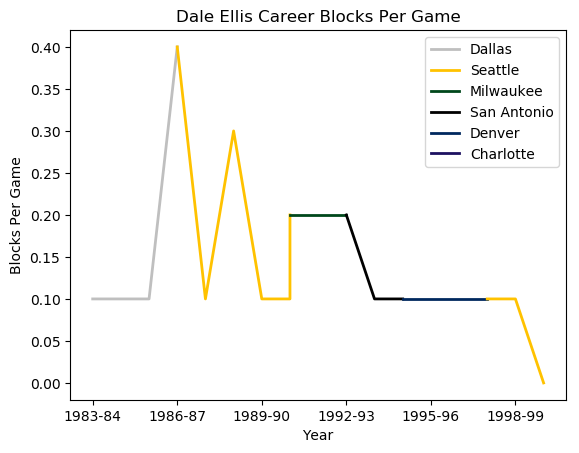 Dale Ellis Career Blocks Per Game
Blocks Per Game
0.40
0.35
0.30
0.25
0.20
0.15
0.10
0.05
0.00
Dallas
Seattle
Milwaukee
San Antonio
Denver
Charlotte
1983-84 1986-87 1989-90 1992-93 1995-96 1998-99
Year